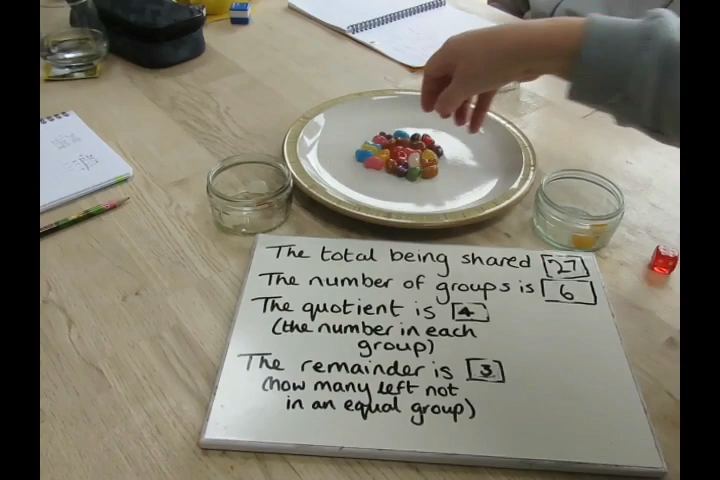 The total being shared 27
The number of groups is 6
The quotient is 4
(the number in each
group)
The remainder is 3
(how many left not
in an equal group)